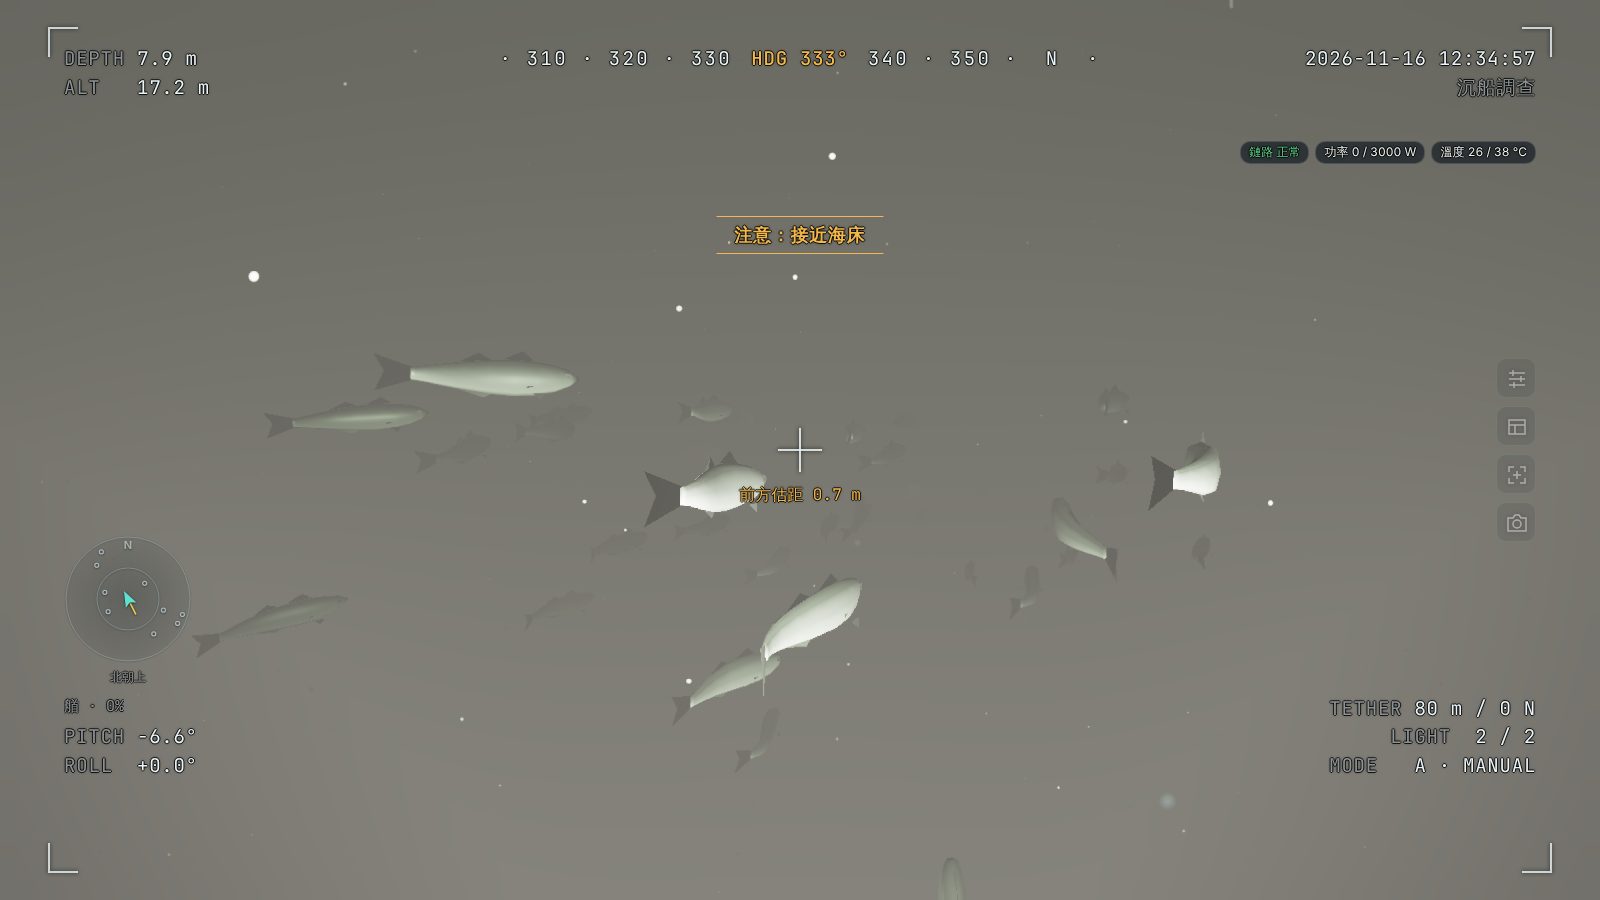 DEPTH 7.9 m
ALT 17.2 m
· 310 · 320 · 330 HDG 333° 340 · 350 · N ·
2026-11-16 12:34:57
沉船調查
鏈路 正常
功率 0 / 3000 W
溫度 26 / 38 °C
注意：接近海床
前方估距 0.7 m
N
北朝上
艏 · 0%
PITCH -6.6°
ROLL +0.0°
TETHER 80 m / 0 N
LIGHT 2 / 2
MODE A · MANUAL